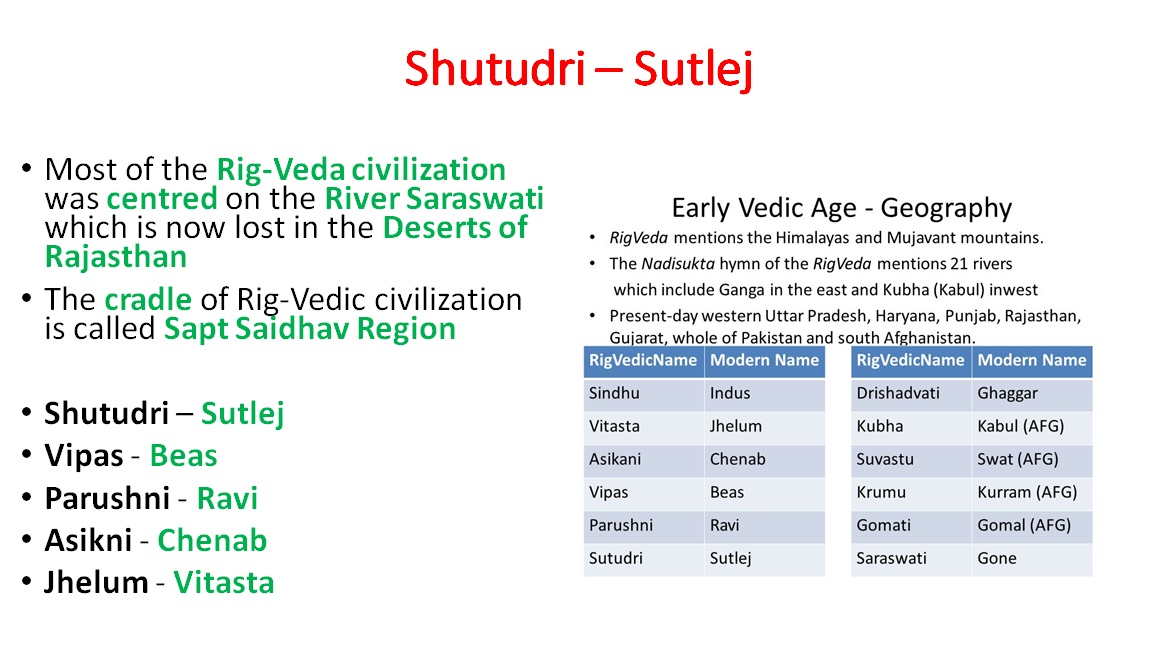 Shutudri – Sutlej
• Most of the Rig-Veda civilization
was centred on the River Saraswati
which is now lost in the Deserts of
Rajasthan
• The cradle of Rig-Vedic civilization
is called Sapt Saidhav Region
• Shutudri – Sutlej
• Vipas - Beas
• Parushni - Ravi
• Asikni - Chenab
• Jhelum - Vitasta
Early Vedic Age - Geography
• RigVeda mentions the Himalayas and Mujavant mountains.
• The Nadisukta hymn of the RigVeda mentions 21 rivers
which include Ganga in the east and Kubha (Kabul) inwest
• Present-day western Uttar Pradesh, Haryana, Punjab, Rajasthan,
Gujarat, whole of Pakistan and south Afghanistan.
RigVedicName Modern Name
Sindhu Indus
Vitasta Jhelum
Asikani Chenab
Vipas Beas
Parushni Ravi
Sutudri Sutlej
RigVedicName Modern Name
Drishadvati Ghaggar
Kubha Kabul (AFG)
Suvastu Swat (AFG)
Krumu Kurram (AFG)
Gomati Gomal (AFG)
Saraswati Gone